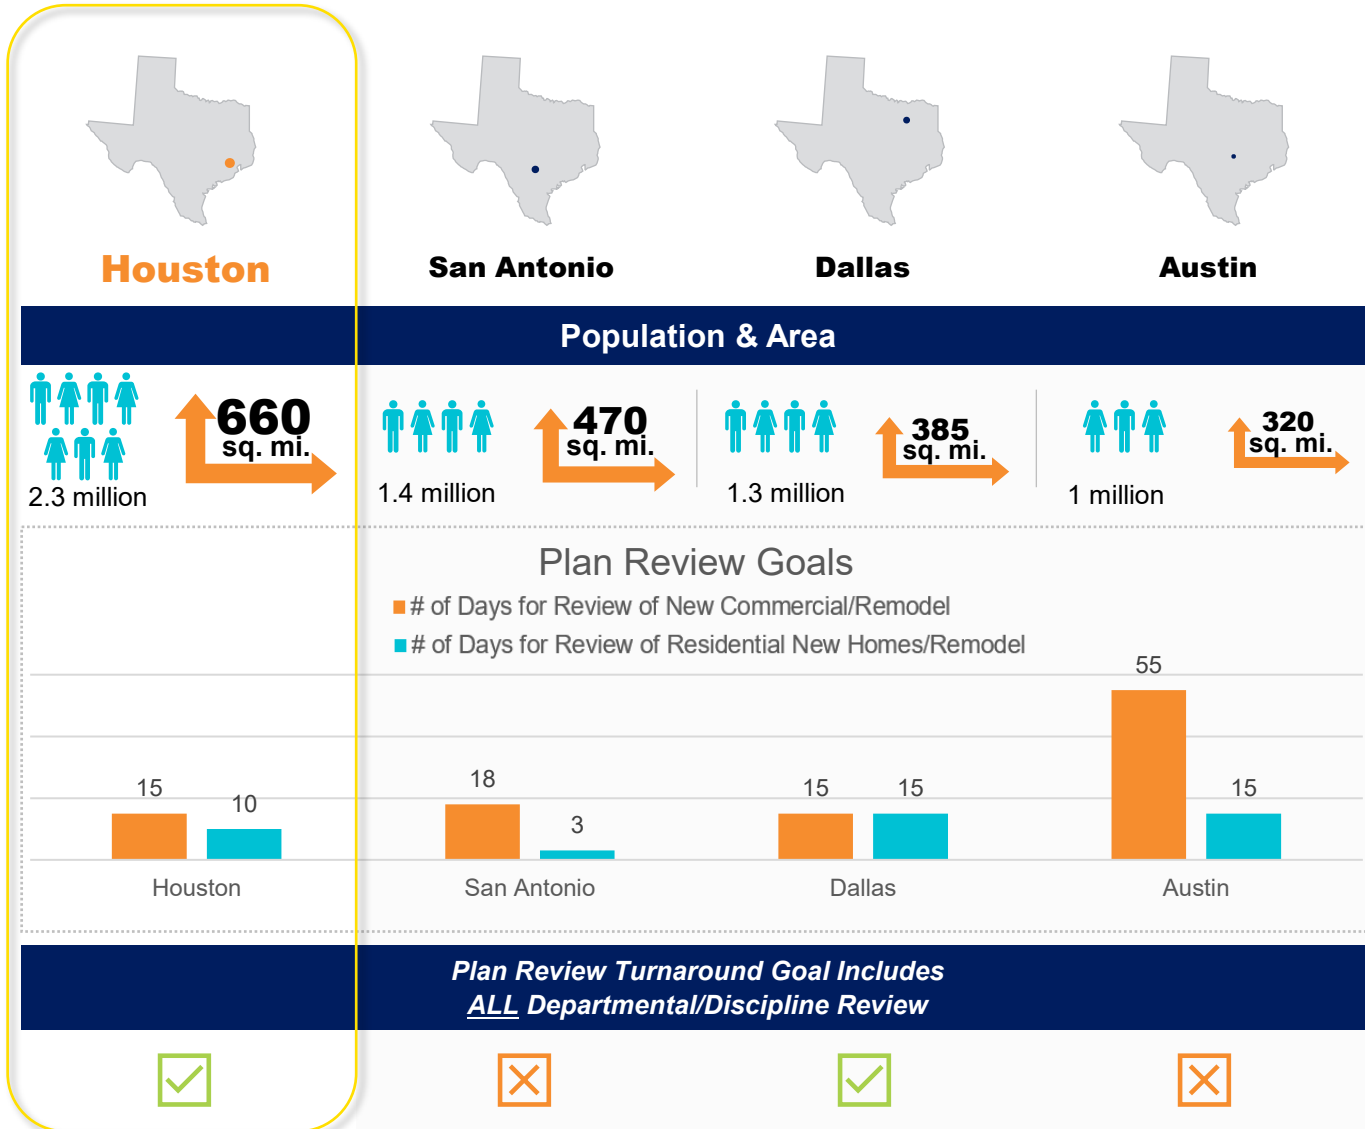 Houston
San Antonio
Dallas
Austin
Population & Area
660
sq. mi.
2.3 million
470
sq. mi.
1.4 million
385
sq. mi.
1.3 million
320
sq. mi.
1 million
Plan Review Goals
# of Days for Review of New Commercial/Remodel
# of Days for Review of Residential New Homes/Remodel
15
10
18
3
15
15
55
15
Houston
San Antonio
Dallas
Austin
Plan Review Turnaround Goal Includes
ALL Departmental/Discipline Review